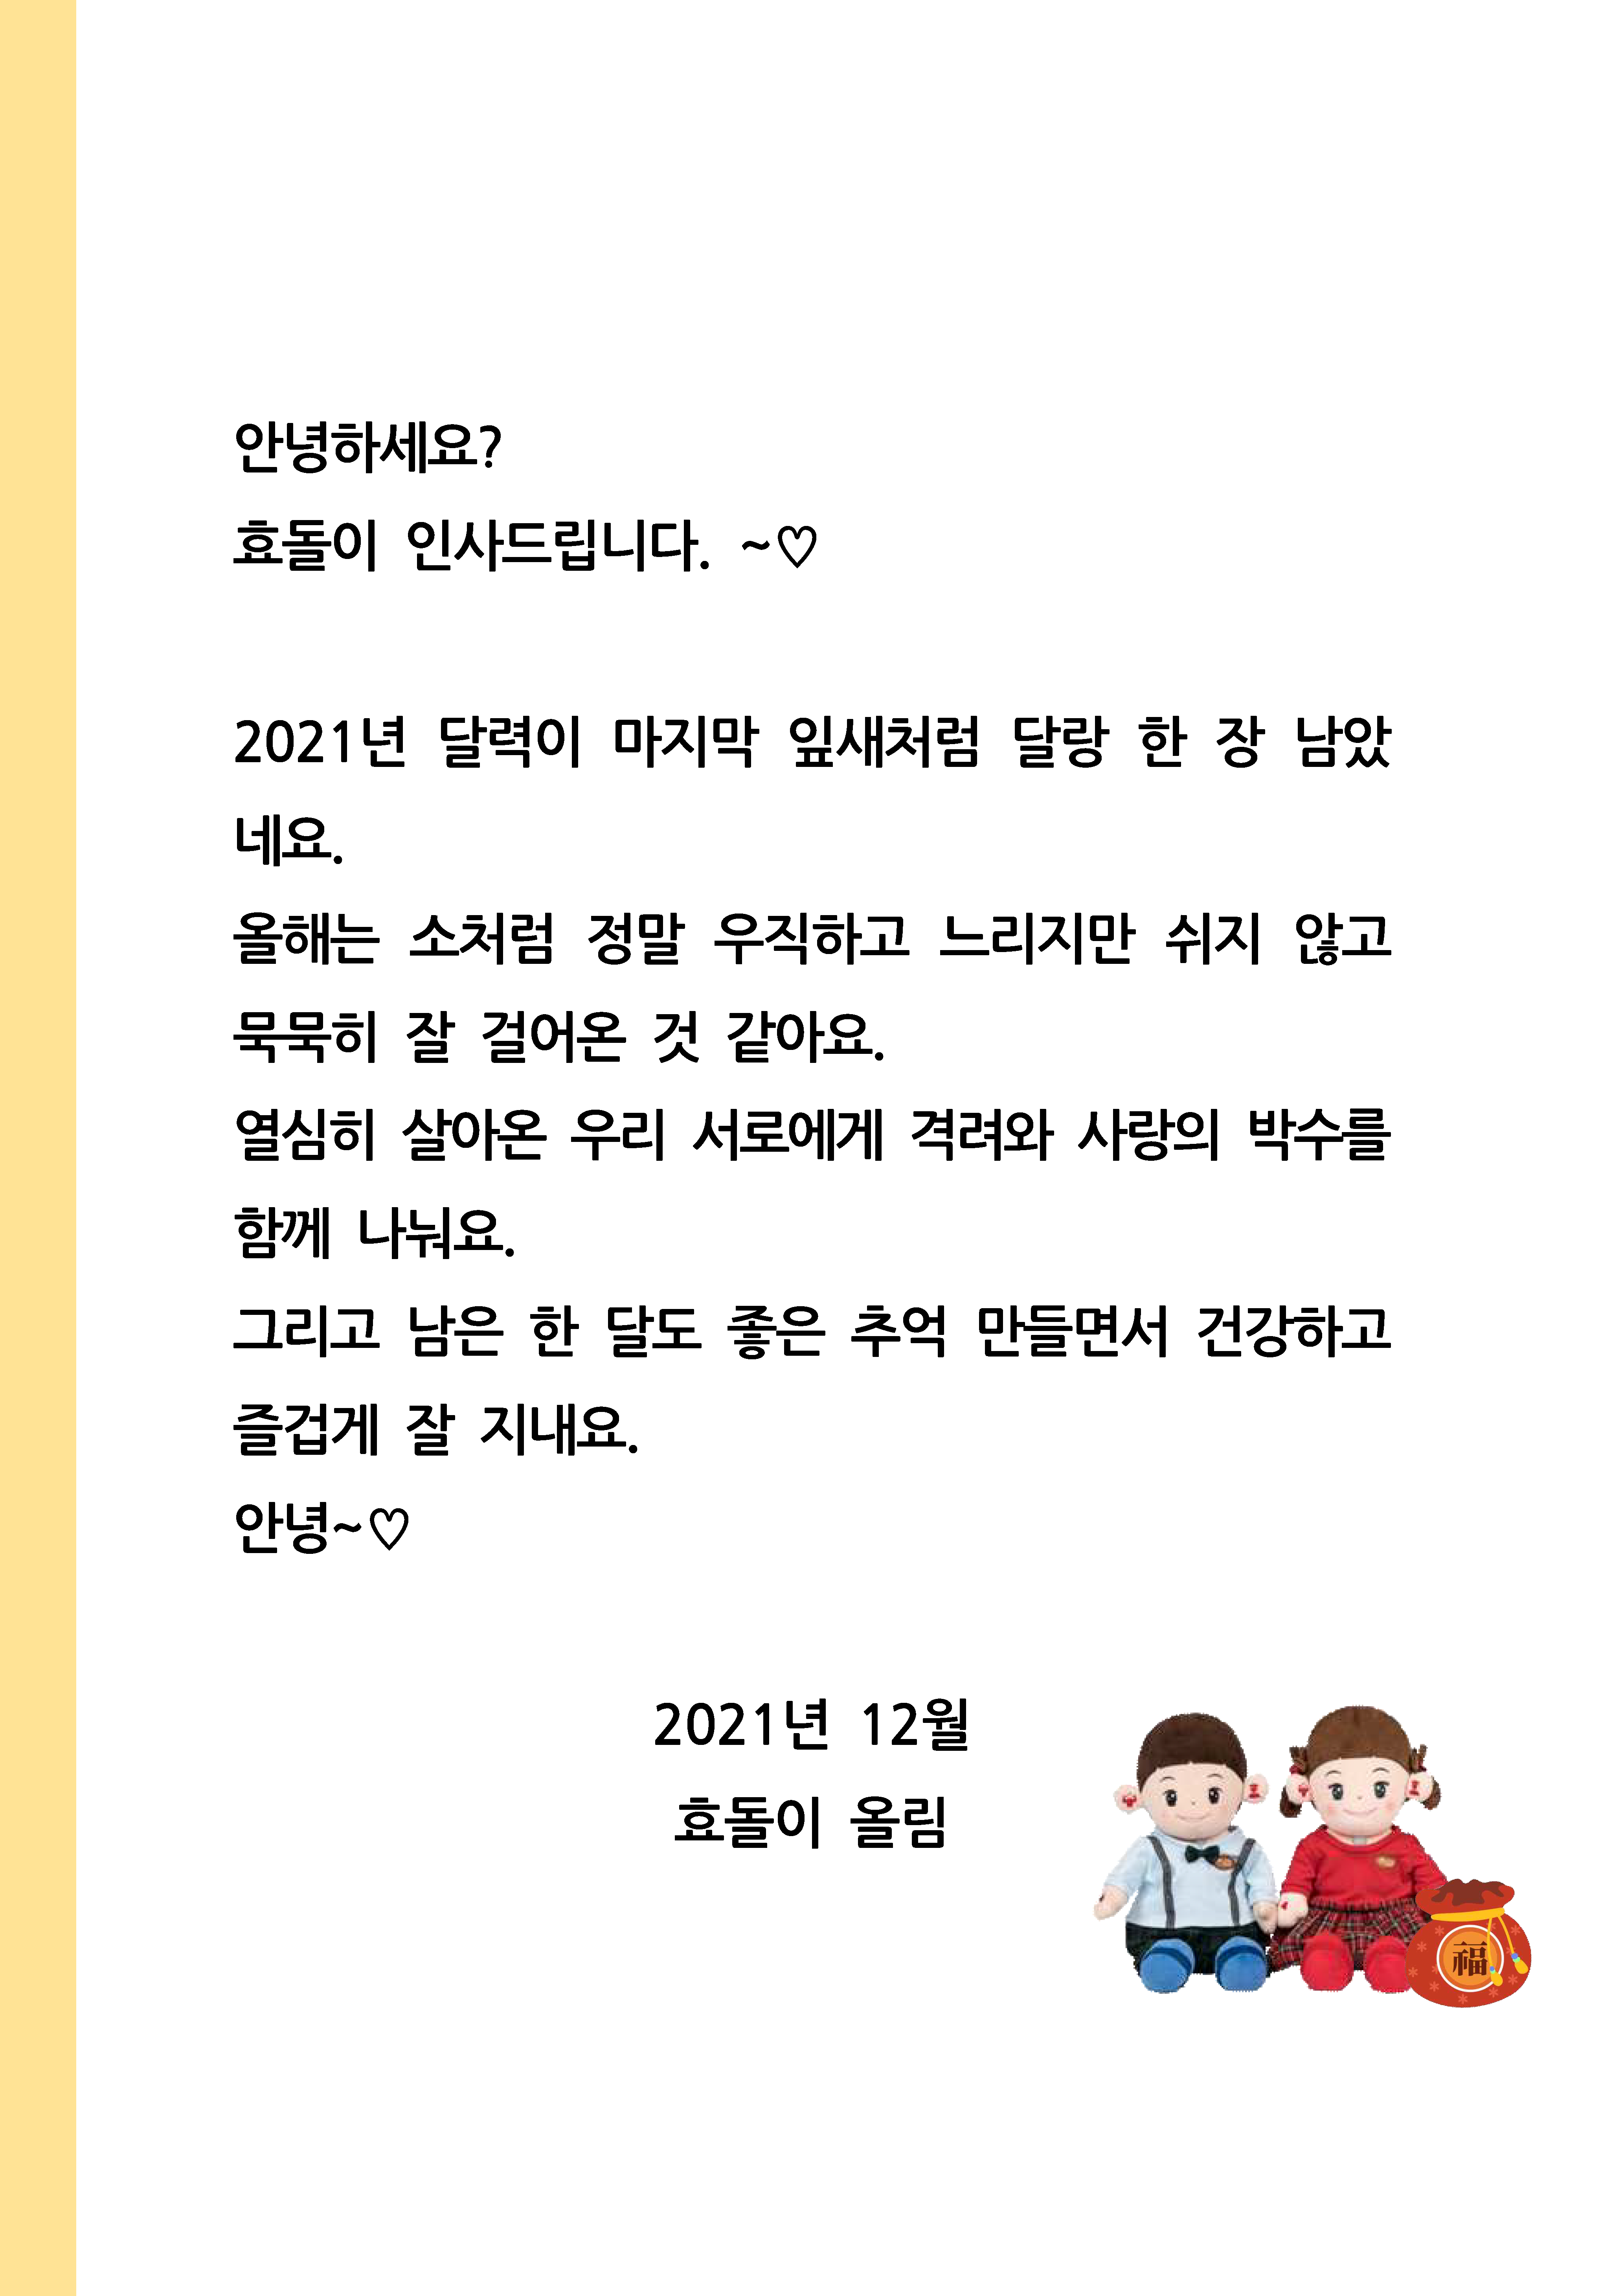 안녕하세요?
효돌이 인사드립니다. ~♡
2021년 달력이 마지막 잎새처럼 달랑 한 장 남았
네요.
올해는 소처럼 정말 우직하고 느리지만 쉬지 않고
묵묵히 잘 걸어온 것 같아요.
열심히 살아온 우리 서로에게 격려와 사랑의 박수를
함께 나눠요.
그리고 남은 한 달도 좋은 추억 만들면서 건강하고
즐겁게 잘 지내요.
안녕~♡
2021년 12월
효돌이 올림
福